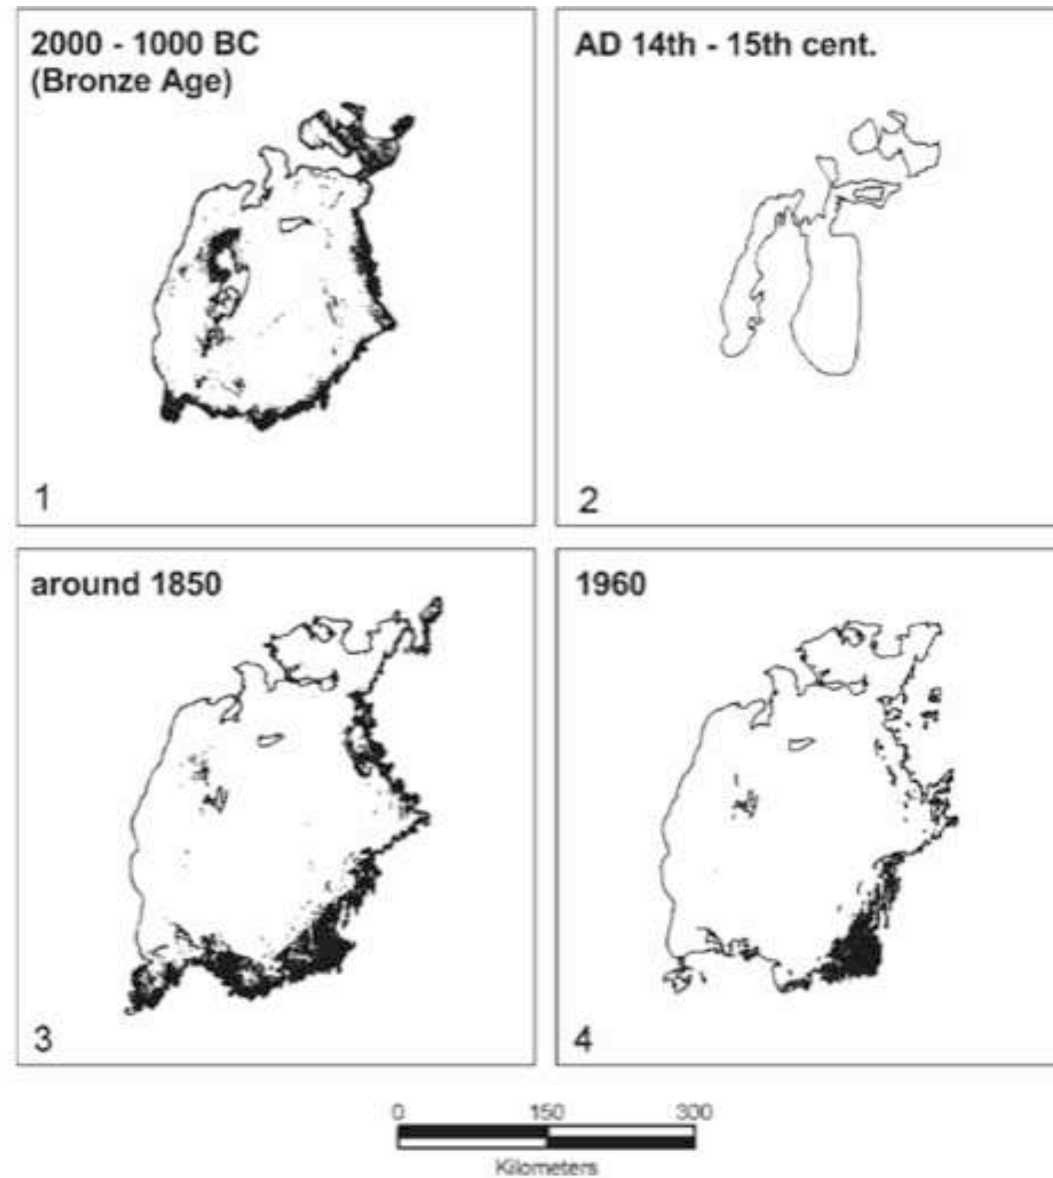 2000 - 1000 BC
(Bronze Age)
1
AD 14th - 15th cent.
2
around 1850
3
1960
4
0 150 300
Kilometers